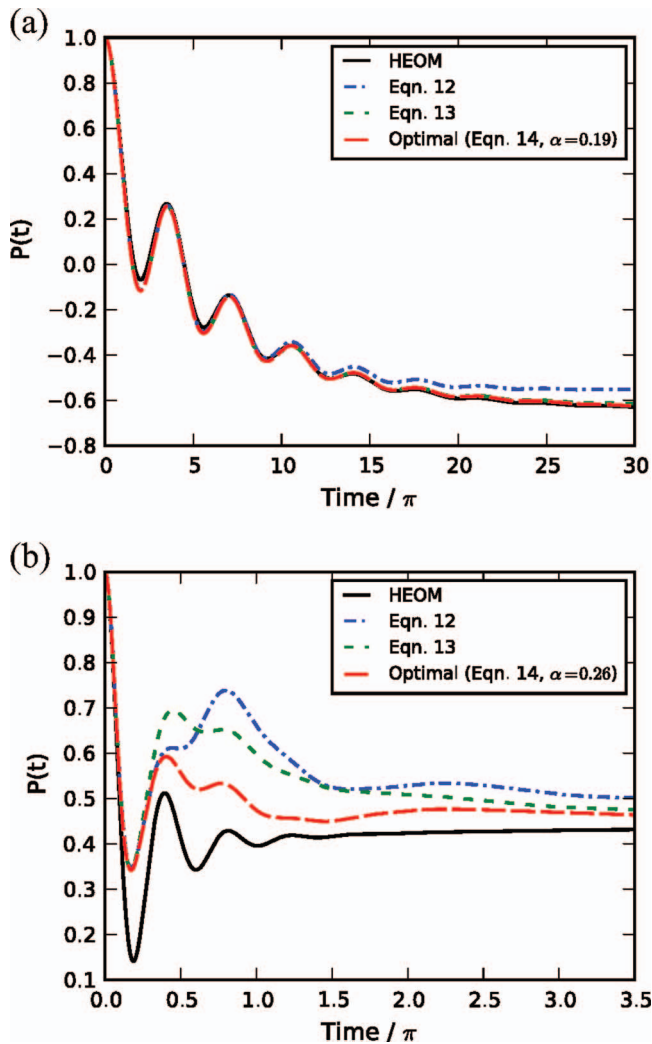 (a)
1.0
0.8
0.6
0.4
0.2
0.0
−0.2
−0.4
−0.6
−0.8
P(t)
HEOM
Eqn. 12
Eqn. 13
Optimal (Eqn. 14, α=0.19)
0 5 10 15 20 25 30
Time / π
(b)
1.0
0.9
0.8
0.7
0.6
0.5
0.4
0.3
0.2
0.1
P(t)
HEOM
Eqn. 12
Eqn. 13
Optimal (Eqn. 14, α=0.26)
0.0 0.5 1.0 1.5 2.0 2.5 3.0 3.5
Time / π